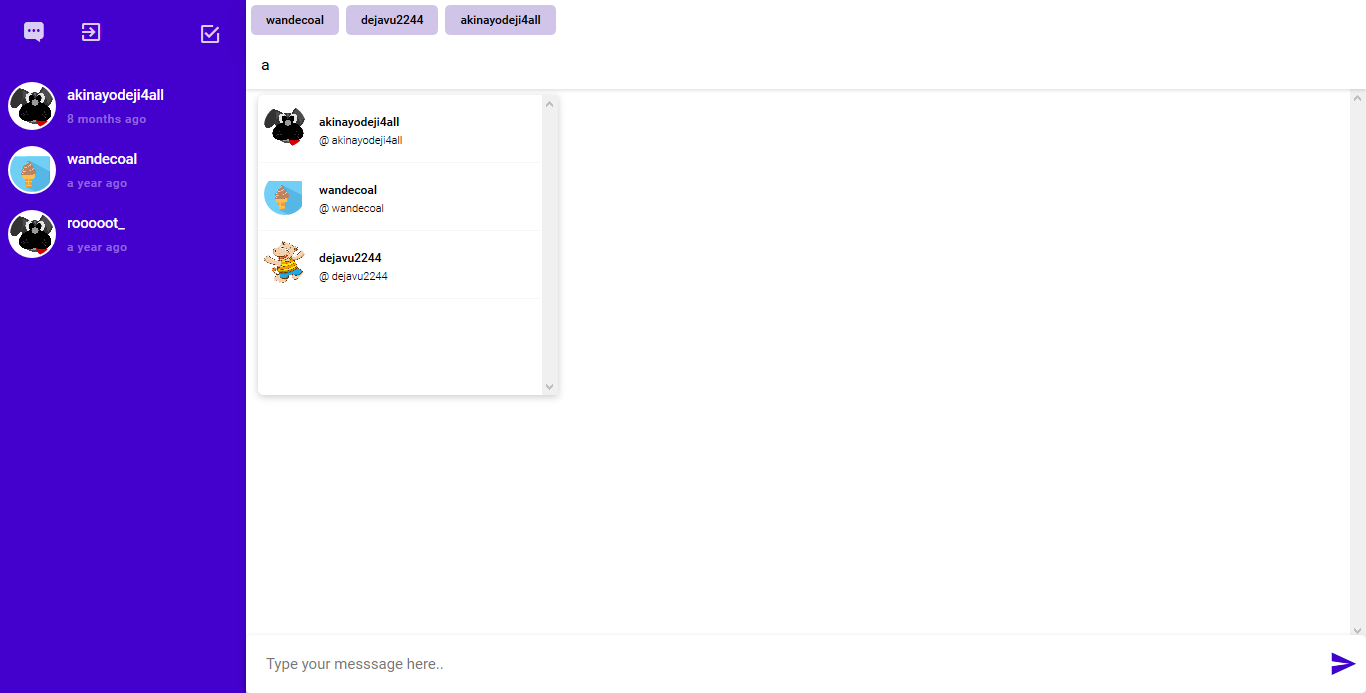 akinayodeji4all
8 months ago
wandecoal
a year ago
rooooot_
a year ago
wandecoal dejavu2244 akinayodeji4all
a
akinayodeji4all
@ akinayodeji4all
wandecoal
@ wandecoal
dejavu2244
@ dejavu2244
Type your messsage here..